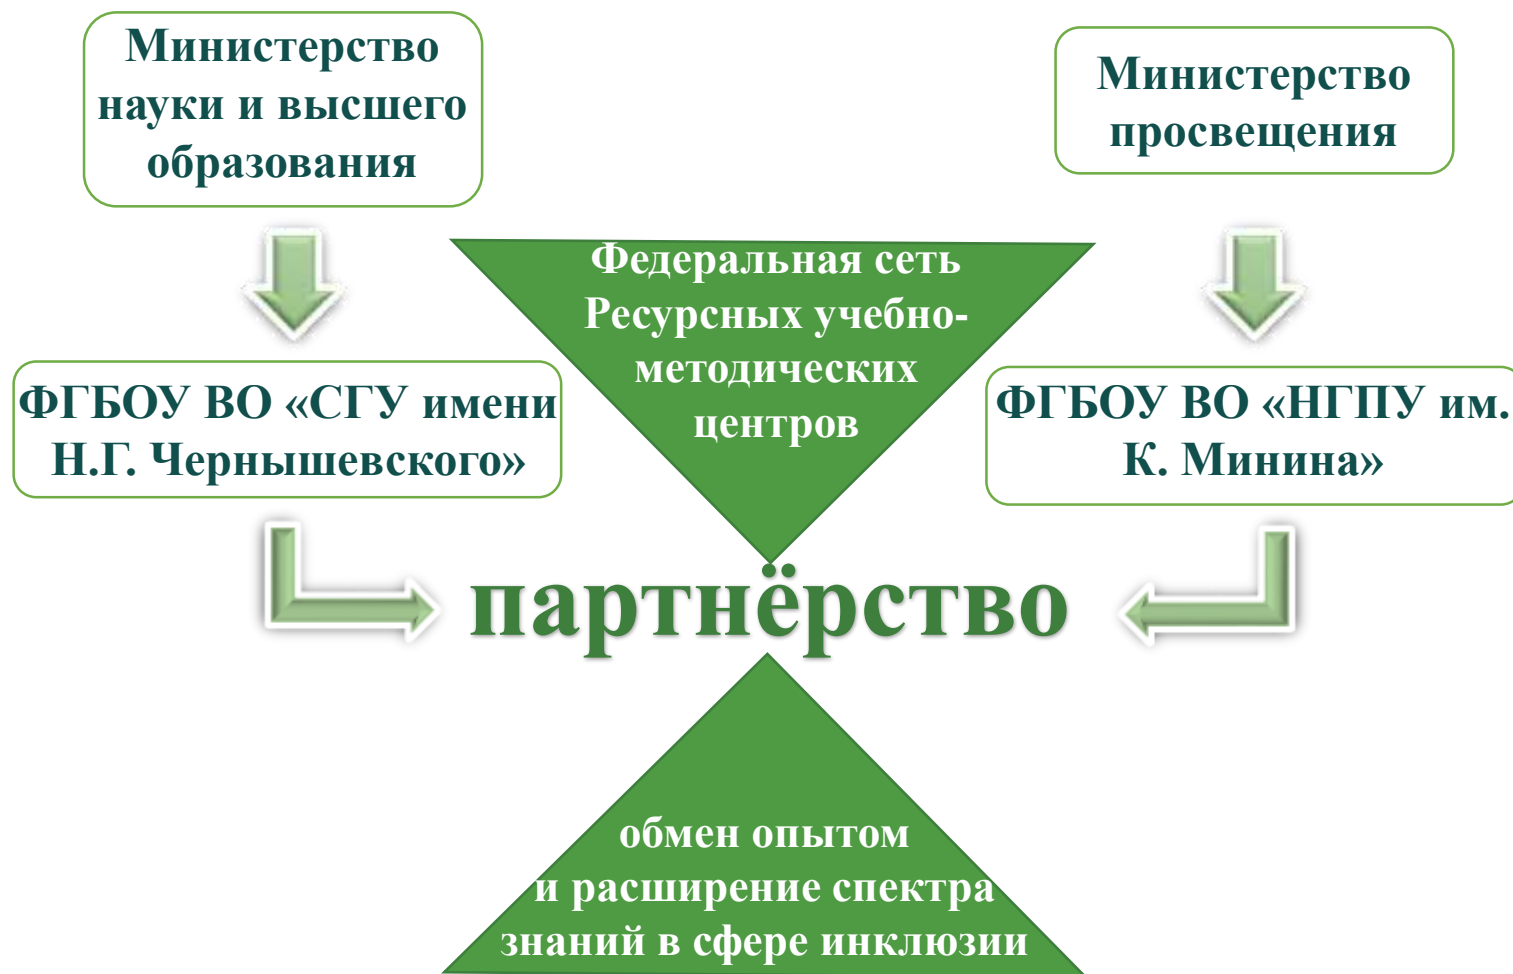 Министерство
науки и высшего
образования
Министерство
просвещения
Федеральная сеть
Ресурсных учебно-
методических
центров
ФГБОУ ВО «СГУ имени
Н.Г. Чернышевского»
ФГБОУ ВО «НГПУ им.
К. Минина»
партнёрство
обмен опытом
и расширение спектра
знаний в сфере инклюзии